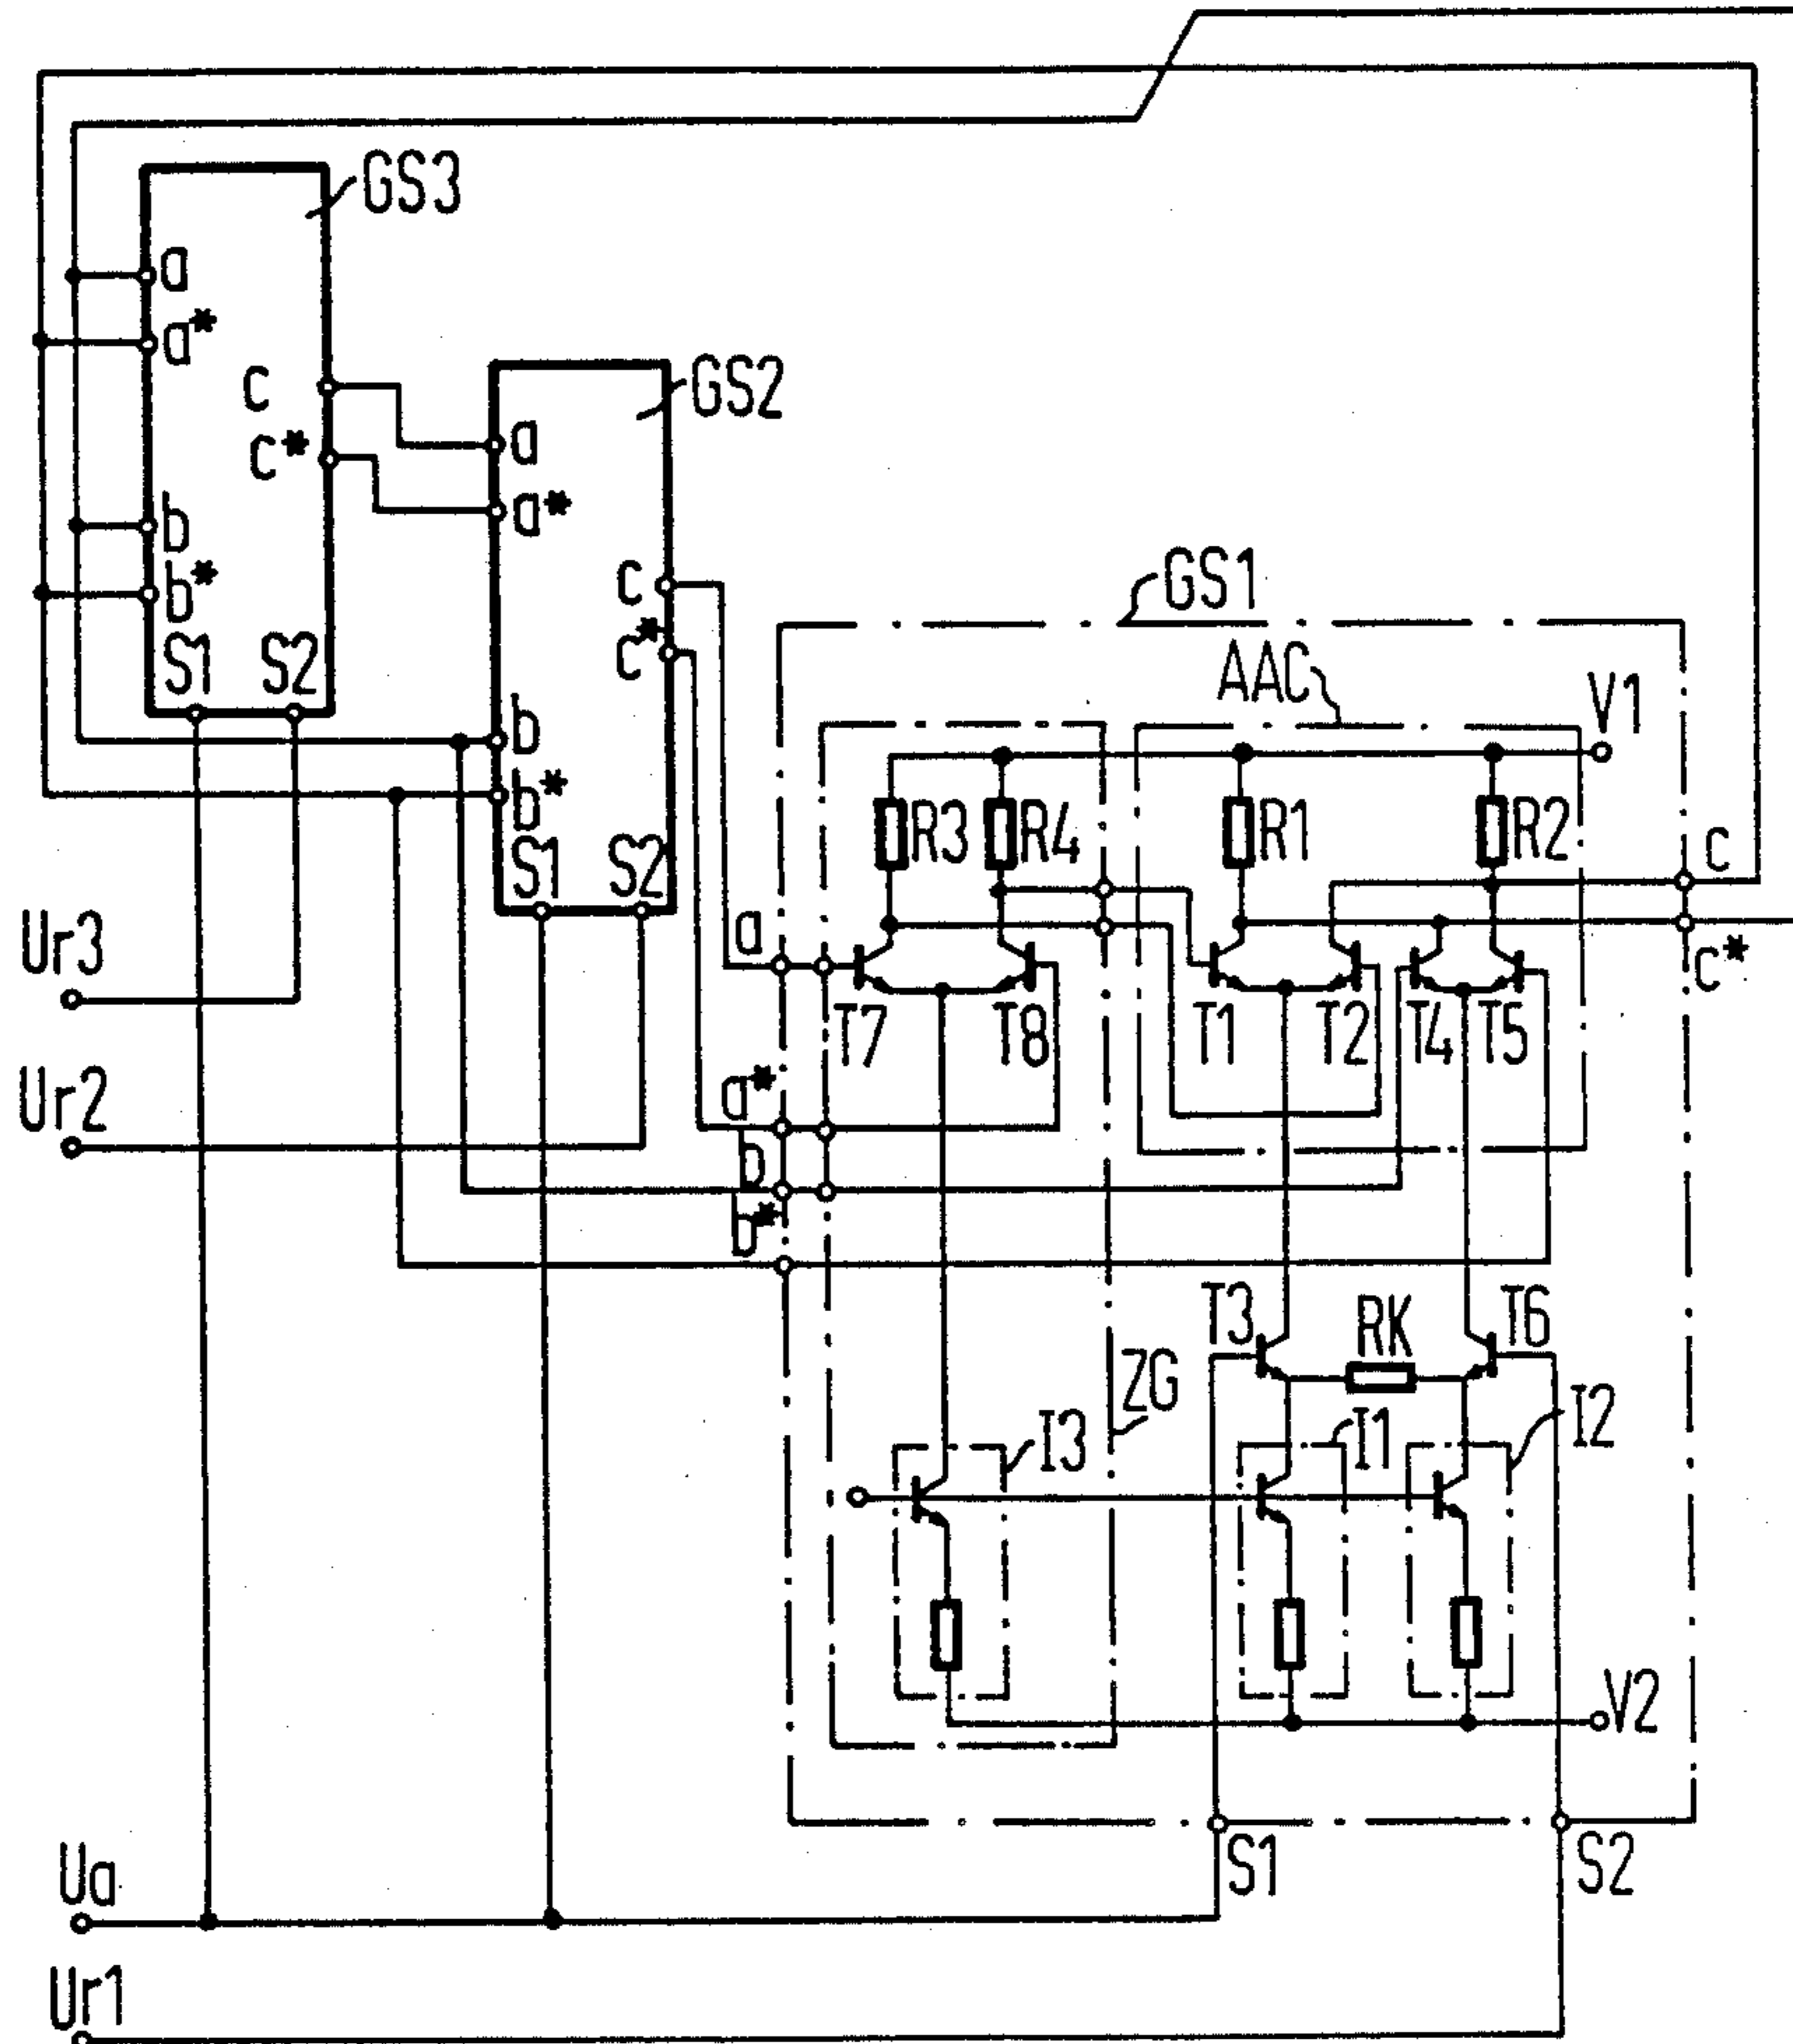 GS3
a
a*
c
c*
b
b*
S1 S2
GS2
a
a*
c
c*
b
b*
S1 S2
GS1
AAC
V1
R3 R4 R1 R2
c
c*
a
T7 T8 T1 T2 T4 T5
a*
b
b*
Ur3
Ur2
T3 RK T6
ZG
I3 I1 I2
V2
S1 S2
Ua
Ur1